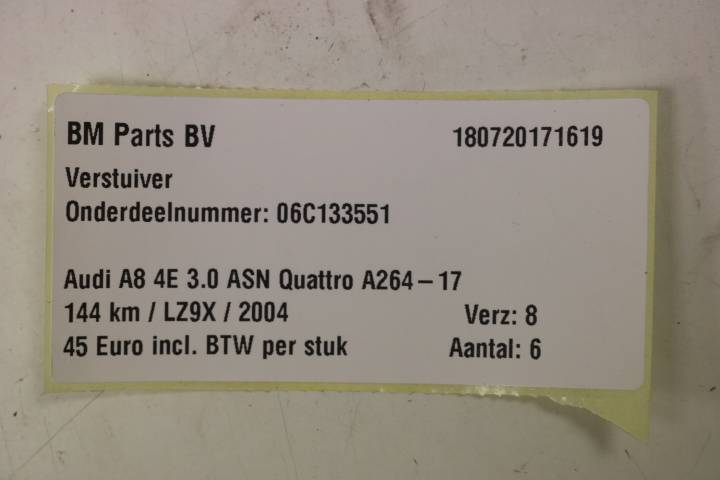 BM Parts BV 180720171619
Verstuiver
Onderdeelnummer: 06C133551
Audi A8 4E 3.0 ASN Quattro A264-17
144 km / LZ9X / 2004 Verz: 8
45 Euro incl. BTW per stuk Aantal: 6